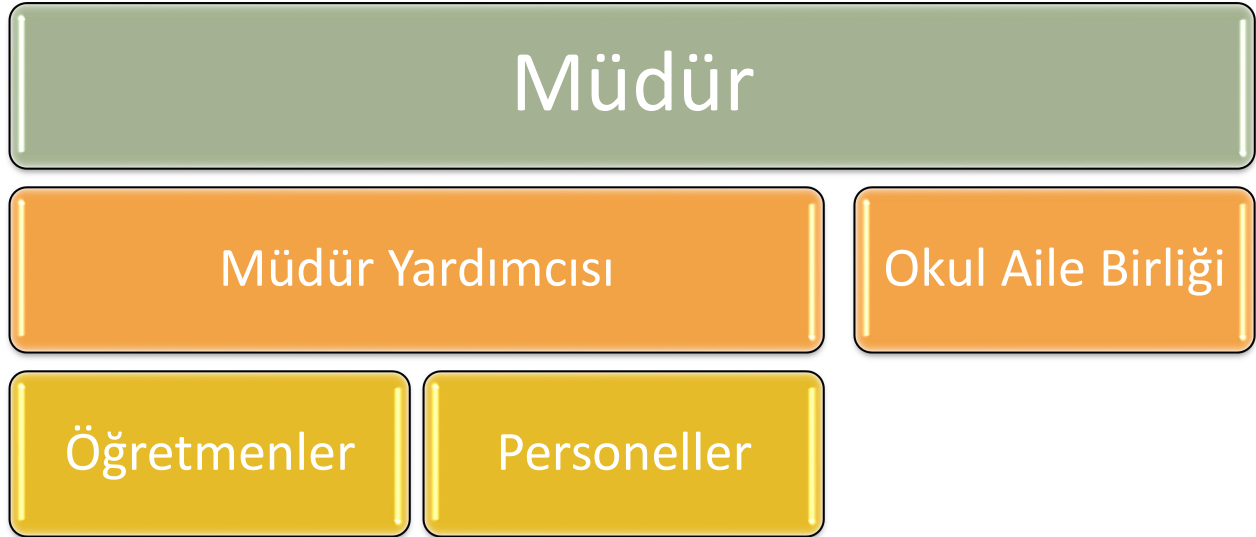 Müdür
Müdür Yardımcısı
Okul Aile Birliği
Öğretmenler
Personeller